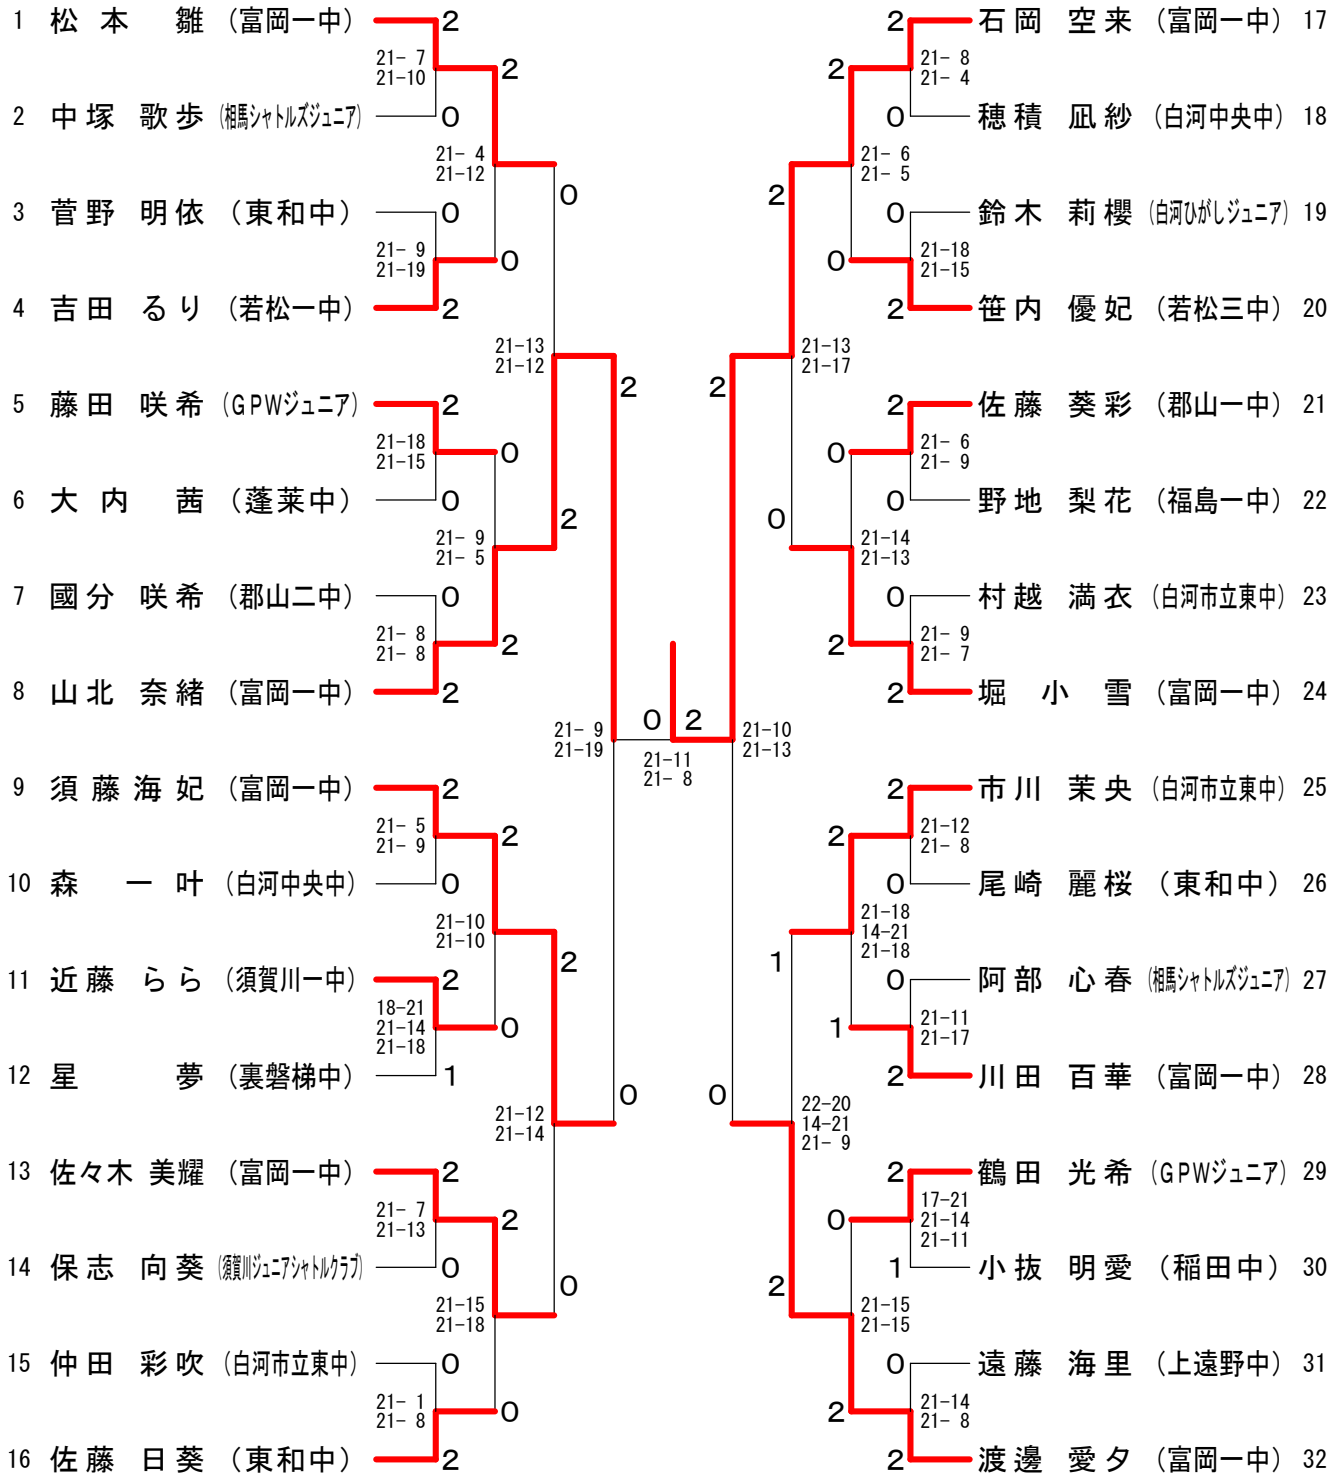 1 松本 雛 (富岡一中) 2
21- 7
21-10
2
2 中塚 歌歩 (相馬シャトルズジュニア) 0
21- 4
21-12
0
3 菅野 明依 (東和中) 0
21- 9
21-19
0
4 吉田 るり (若松一中) 2
21-13
21-12
2
5 藤田 咲希 (GPWジュニア) 2
21-18
21-15
0
6 大内 茜 (蓬莱中) 0
21- 9
21- 5
2
7 國分 咲希 (郡山二中) 0
21- 8
21- 8
2
8 山北 奈緒 (富岡一中) 2
21- 9
21-19
0 2
21-11
21- 8
9 須藤 海妃 (富岡一中) 2
21- 5
21- 9
2
10 森 一叶 (白河中央中) 0
21-10
21-10
2
11 近藤 らら (須賀川一中) 2
18-21
21-14
21-18
0
12 星 夢 (裏磐梯中) 1
21-12
21-14
0
13 佐々木 美耀 (富岡一中) 2
21- 7
21-13
2
14 保志 向葵 (須賀川ジュニアシャトルクラブ) 0
21-15
21-18
0
15 仲田 彩吹 (白河市立東中) 0
21- 1
21- 8
0
16 佐藤 日葵 (東和中) 2
2 石岡 空来 (富岡一中) 17
2
21- 8
21- 4
0 穂積 凪紗 (白河中央中) 18
2
21- 6
21- 5
0 鈴木 莉櫻 (白河ひがしジュニア) 19
0
21-18
21-15
2 笹内 優妃 (若松三中) 20
2
21-13
21-17
2 佐藤 葵彩 (郡山一中) 21
0
21- 6
21- 9
0 野地 梨花 (福島一中) 22
0
21-14
21-13
0 村越 満衣 (白河市立東中) 23
2
21- 9
21- 7
2 堀 小雪 (富岡一中) 24
21-10
21-13
2 市川 茉央 (白河市立東中) 25
2
21-12
21- 8
0 尾崎 麗桜 (東和中) 26
1
21-18
14-21
21-18
0 阿部 心春 (相馬シャトルズジュニア) 27
1
21-11
21-17
2 川田 百華 (富岡一中) 28
0
22-20
14-21
21- 9
2 鶴田 光希 (GPWジュニア) 29
0
17-21
21-14
21-11
1 小抜 明愛 (稲田中) 30
2
21-15
21-15
0 遠藤 海里 (上遠野中) 31
2
21-14
21- 8
2 渡邊 愛夕 (富岡一中) 32